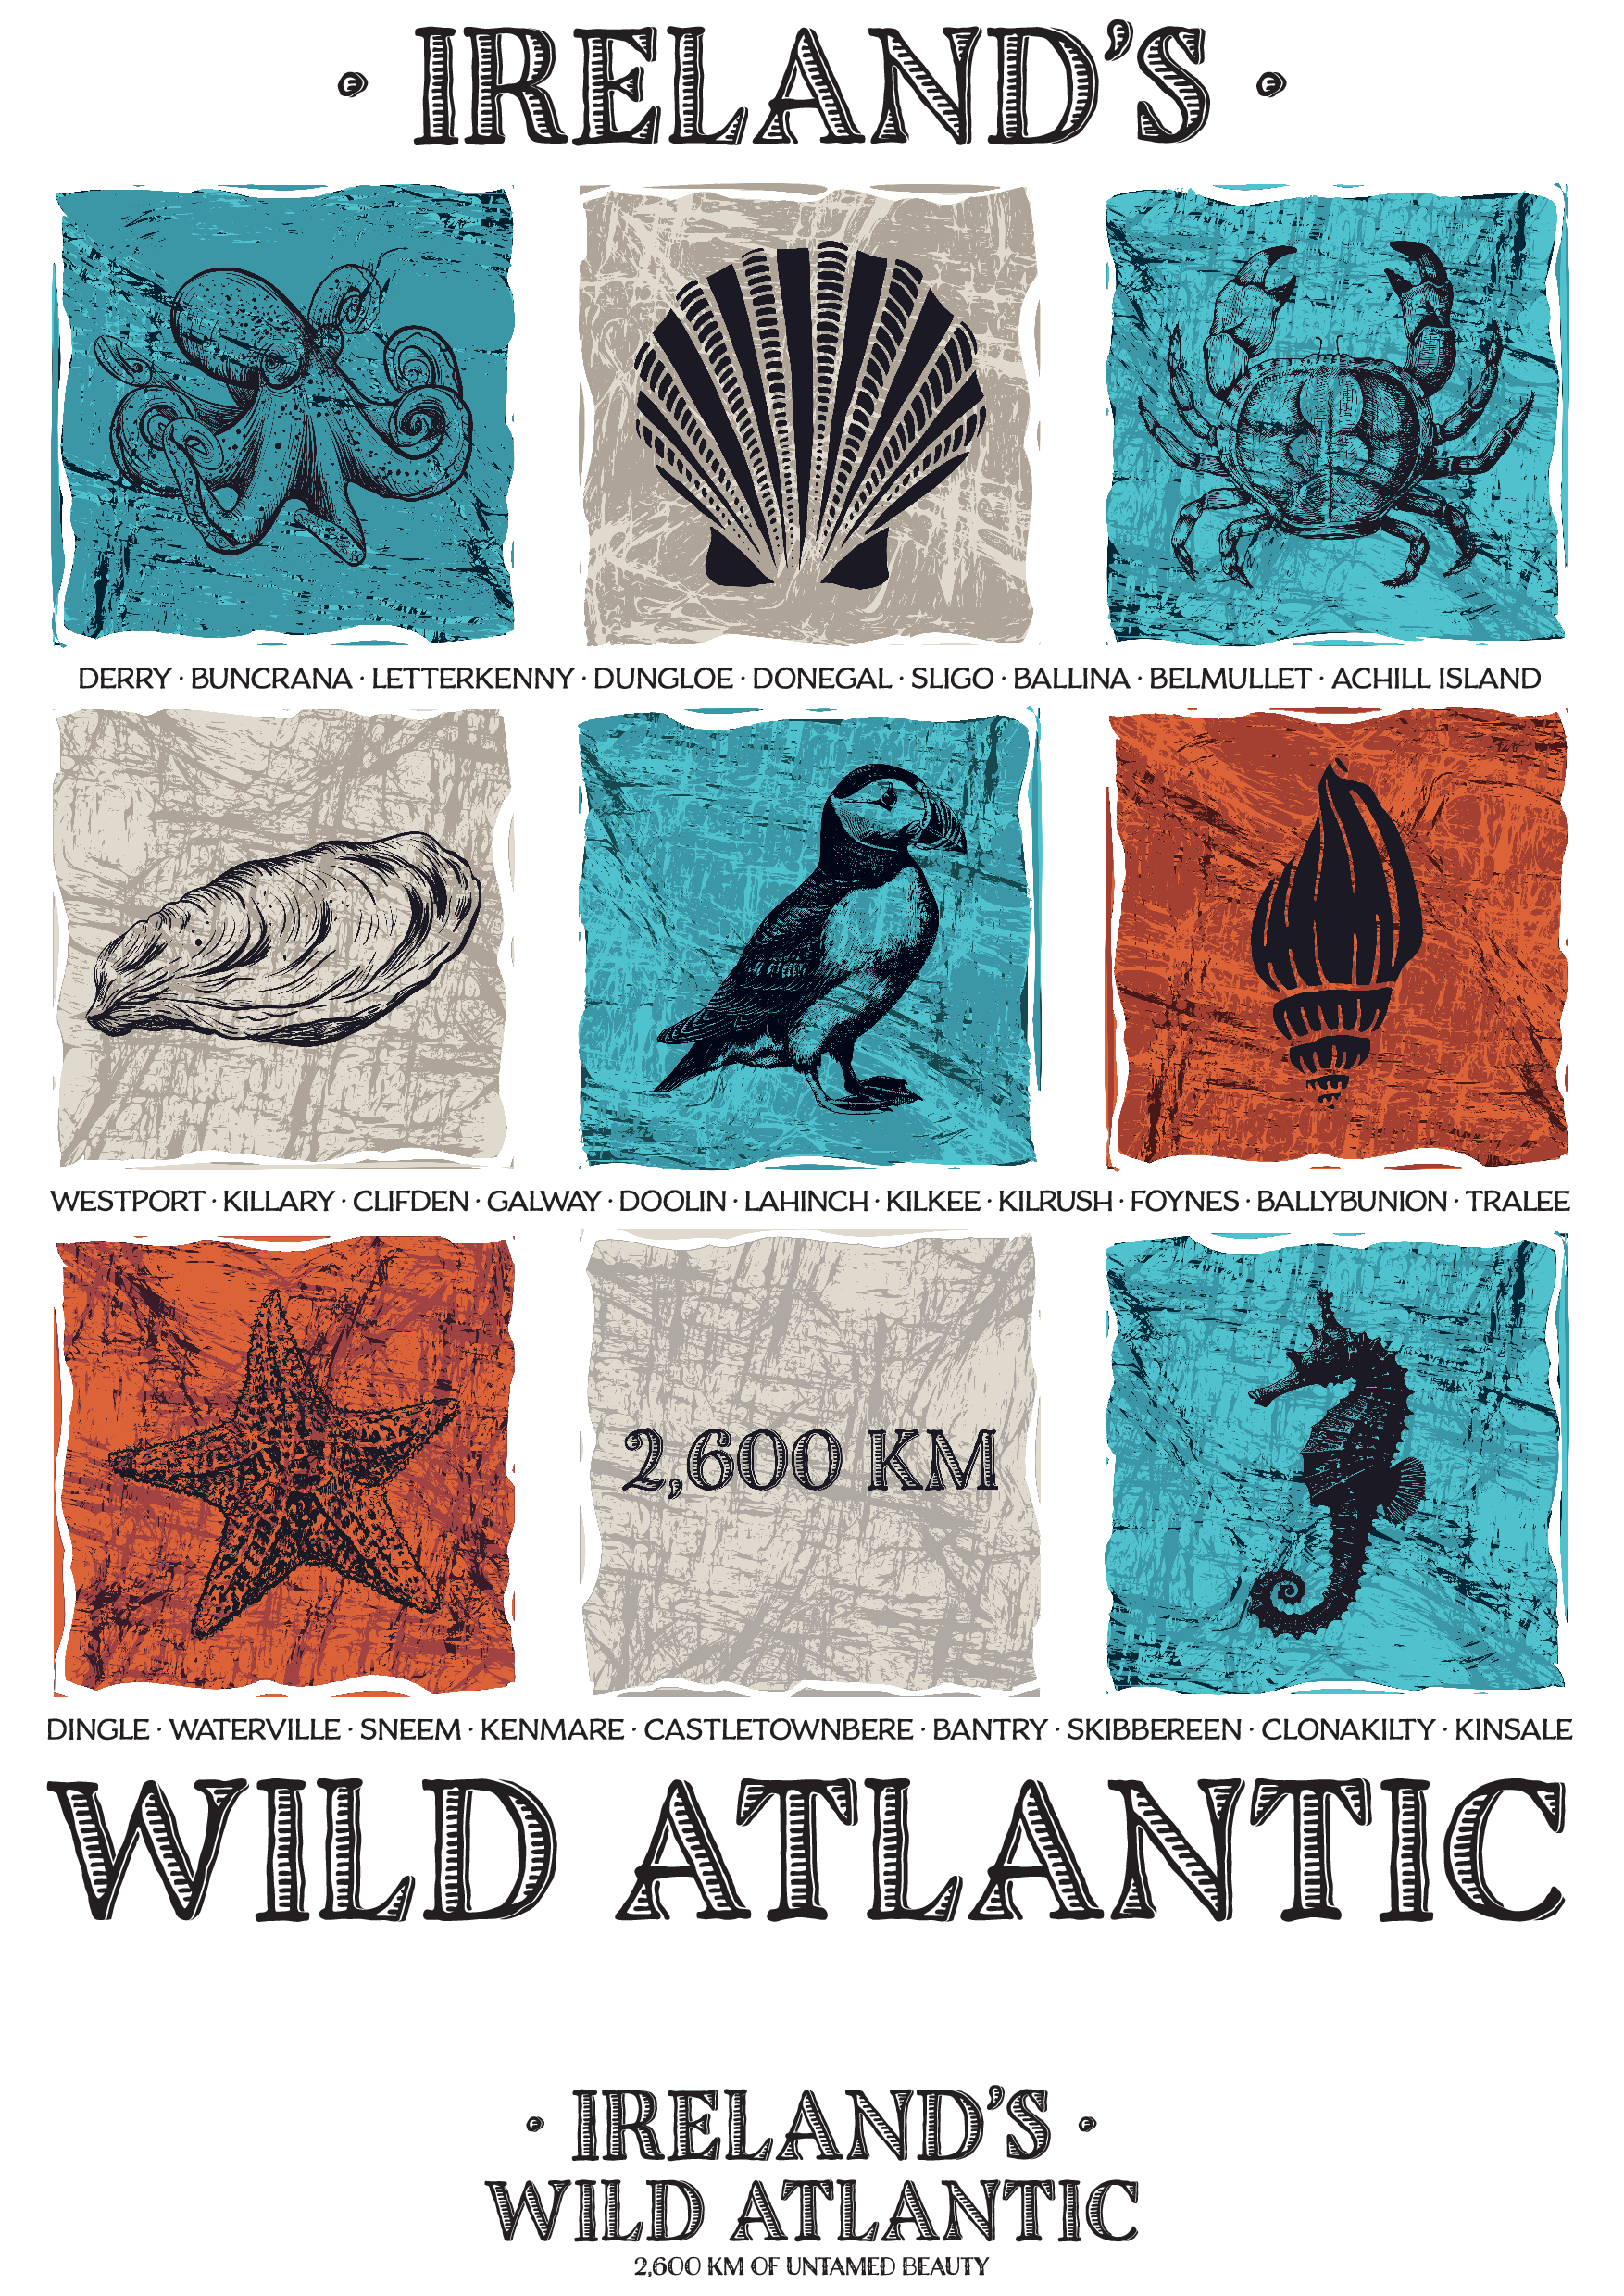 · IRELAND'S ·
DERRY · BUNCRANA · LETTERKENNY · DUNGLOE · DONEGAL · SLIGO · BALLINA · BELMULLET · ACHILL ISLAND
WESTPORT · KILLARY · CLIFDEN · GALWAY · DOOLIN · LAHINCH · KILKEE · KILRUSH · FOYNES · BALLYBUNION · TRALEE
2,600 KM
DINGLE · WATERVILLE · SNEEM · KENMARE · CASTLETOWNBERE · BANTRY · SKIBBEREEN · CLONAKILTY · KINSALE
WILD ATLANTIC
· IRELAND'S ·
WILD ATLANTIC
2,600 KM OF UNTAMED BEAUTY